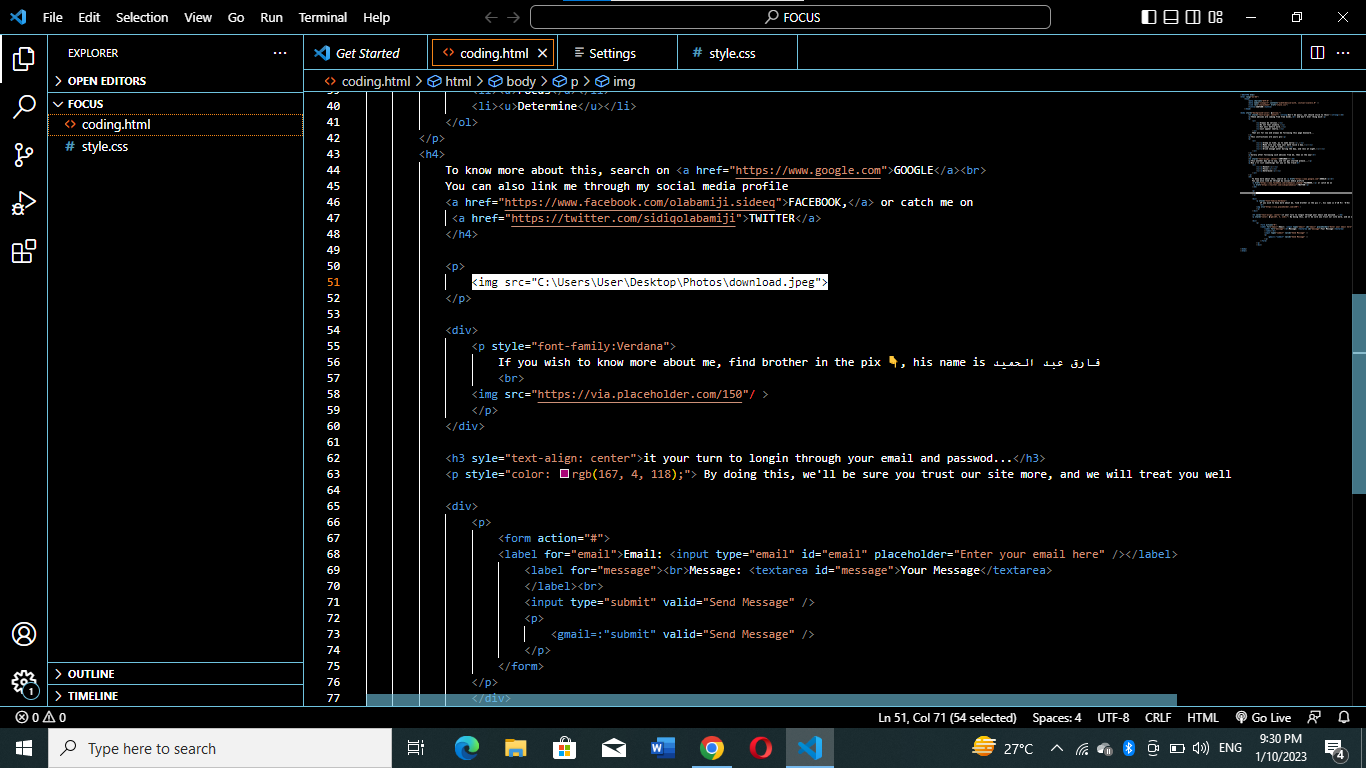 File Edit Selection View Go Run Terminal Help
FOCUS
EXPLORER
OPEN EDITORS
FOCUS
coding.html
style.css
Get Started
coding.html
Settings
style.css
coding.html > html > body > p > img
39 <li><u>Focus</u></li>
40 <li><u>Determine</u></li>
41 </ol>
42 </p>
43 <h4>
44 To know more about this, search on <a href="https://www.google.com">GOOGLE</a><br>
45 You can also link me through my social media profile
46 <a href="https://www.facebook.com/olabamiji.sideeq">FACEBOOK,</a> or catch me on
47 <a href="https://twitter.com/sidiqolabamiji">TWITTER</a>
48 </h4>
49
50 <p>
51 <img src="C:\Users\User\Desktop\Photos\download.jpeg">
52 </p>
53
54 <div>
55 <p style="font-family:Verdana">
56 If you wish to know more about me, find brother in the pix 👇, his name is فارق عبد الحميد
57 <br>
58 <img src="https://via.placeholder.com/150"/ >
59 </p>
60 </div>
61
62 <h3 syle="text-align: center">it your turn to longin through your email and passwod...</h3>
63 <p style="color: rgb(167, 4, 118);"> By doing this, we'll be sure you trust our site more, and we will treat you well
64
65 <div>
66 <p>
67 <form action="#">
68 <label for="email">Email: <input type="email" id="email" placeholder="Enter your email here" /></label>
69 <label for="message"><br>Message: <textarea id="message">Your Message</textarea>
70 </label><br>
71 <input type="submit" valid="Send Message" />
72 <p>
73 <gmail=:"submit" valid="Send Message" />
74 </p>
75 </form>
76 </p>
77 </div>
OUTLINE
TIMELINE
1
0 0
Ln 51, Col 71 (54 selected) Spaces: 4 UTF-8 CRLF HTML Go Live
Type here to search
27°C
ENG
9:30 PM
1/10/2023
4